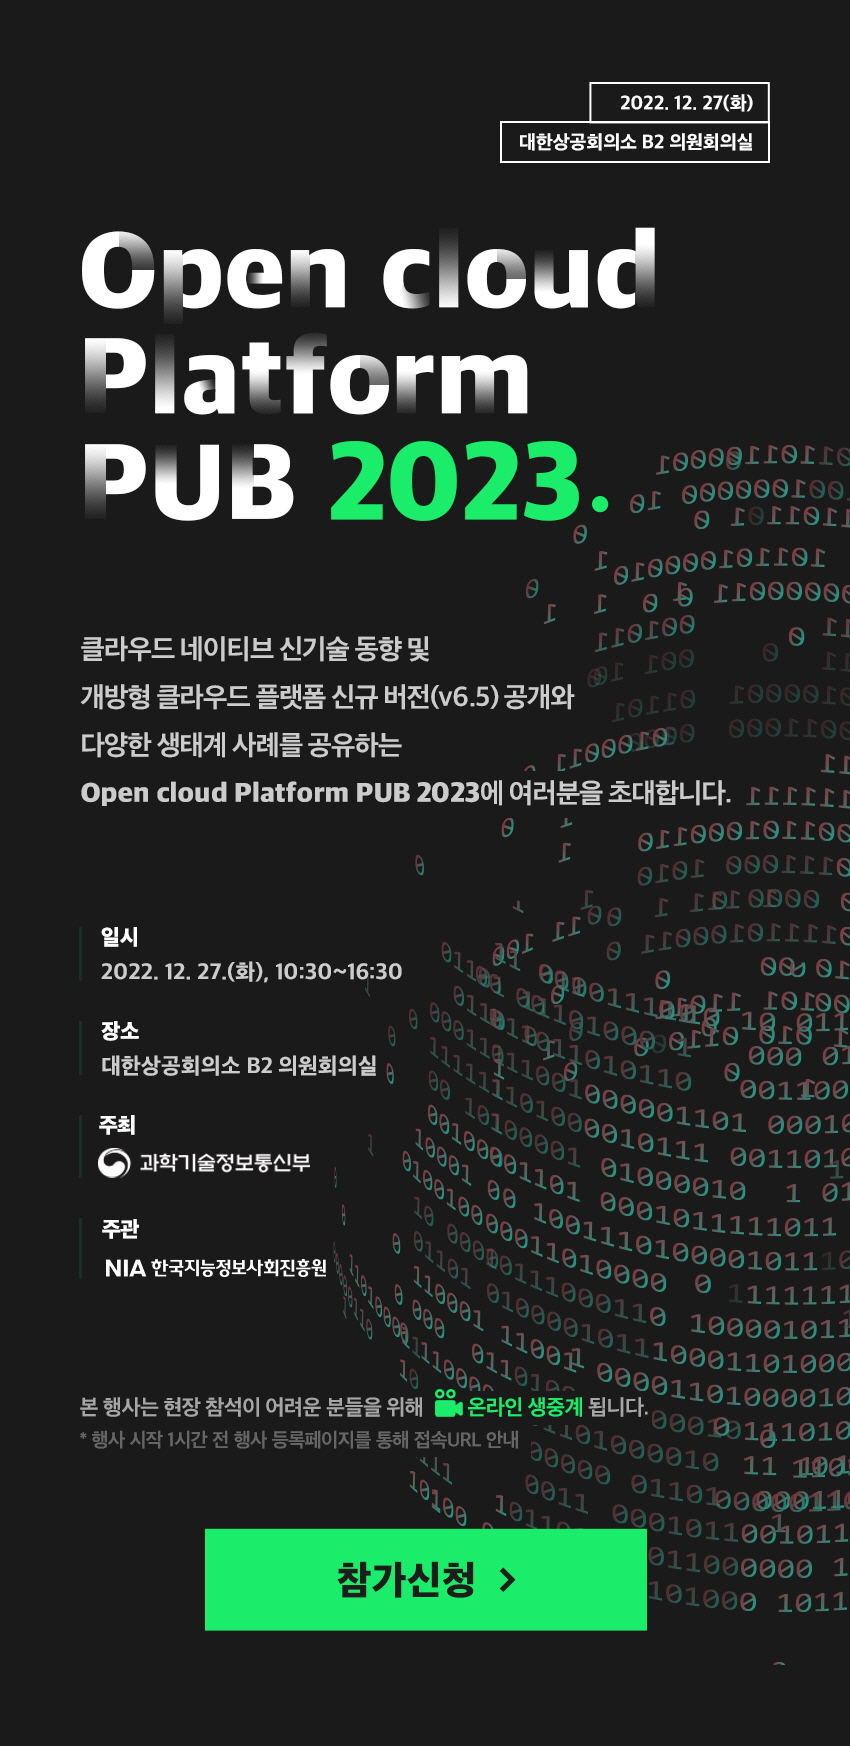 2022. 12. 27(화)
대한상공회의소 B2 의원회의실
Open cloud
Platform
PUB 2023.
클라우드 네이티브 신기술 동향 및
개방형 클라우드 플랫폼 신규 버전(v6.5) 공개와
다양한 생태계 사례를 공유하는
Open cloud Platform PUB 2023에 여러분을 초대합니다.
일시
2022. 12. 27.(화), 10:30~16:30
장소
대한상공회의소 B2 의원회의실
주최
과학기술정보통신부
주관
NIA 한국지능정보사회진흥원
본 행사는 현장 참석이 어려운 분들을 위해 온라인 생중계 됩니다.
* 행사 시작 1시간 전 행사 등록페이지를 통해 접속URL 안내
참가신청